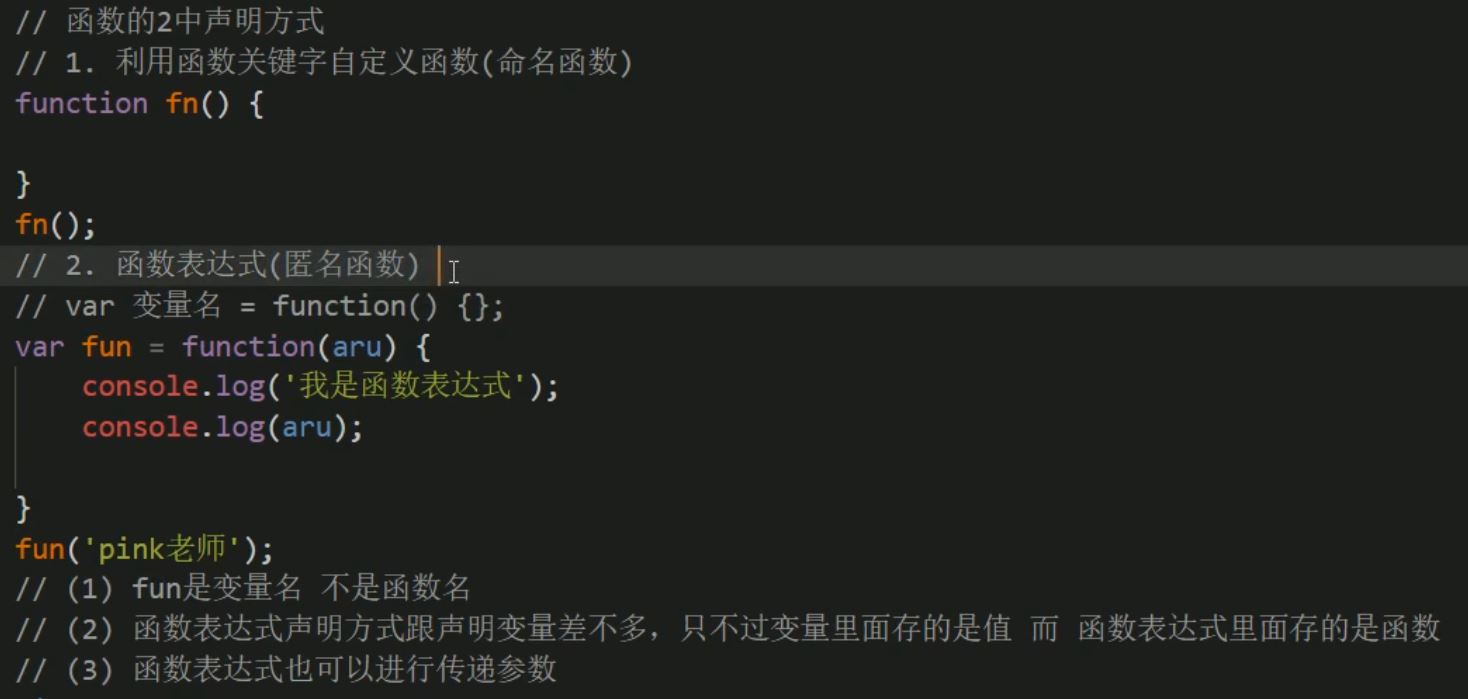 // 函数的2中声明方式
// 1. 利用函数关键字自定义函数(命名函数)
function fn() {
}
fn();
// 2. 函数表达式(匿名函数)
// var 变量名 = function() {};
var fun = function(aru) {
console.log('我是函数表达式');
console.log(aru);
}
fun('pink老师');
// (1) fun是变量名 不是函数名
// (2) 函数表达式声明方式跟声明变量差不多，只不过变量里面存的是值 而 函数表达式里面存的是函数
// (3) 函数表达式也可以进行传递参数